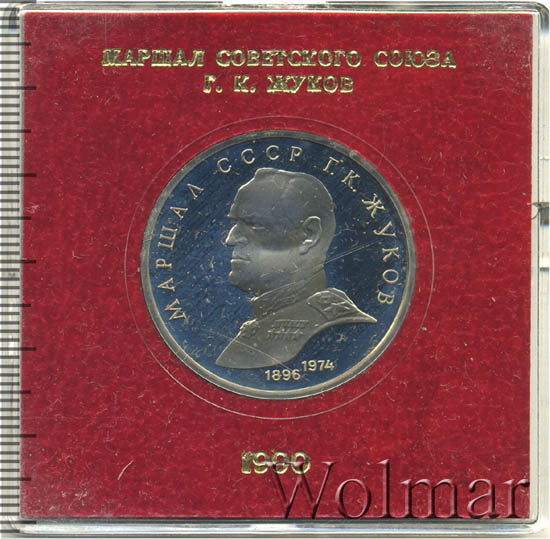 МАРШАЛ СОВЕТСКОГО СОЮЗА
Г. К. ЖУКОВ
МАРШАЛ СССР Г.К. ЖУКОВ
1896 1974
1990
Wolmar